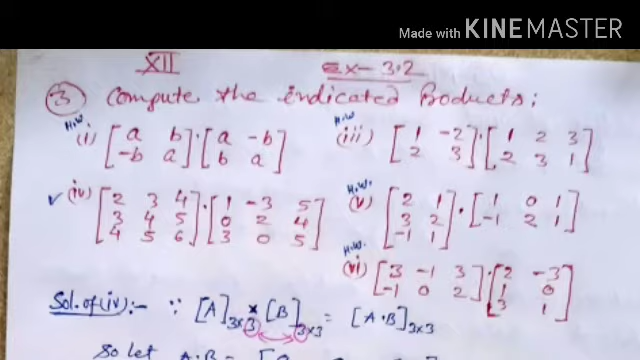 Made with KINEMASTER
XII Ex-3.2
3 Compute the indicated Products:
H.W. (i) [a b -b a] . [a -b b a] H.W. (iii) [1 -2 2 3] . [1 2 3 2 3 1]
✓ (iv) [2 3 4 3 4 5 4 5 6] . [1 -3 5 0 2 4 3 0 5] H.W. (v) [2 1 3 2 -1 1] . [1 0 1 -1 2 1]
H.W. (vi) [3 -1 3 -1 0 2] . [2 -3 1 0 3 1]
Sol. of (iv):- ∵ [A]3×3 × [B]3×3 = [A·B]3×3
So let A·B =